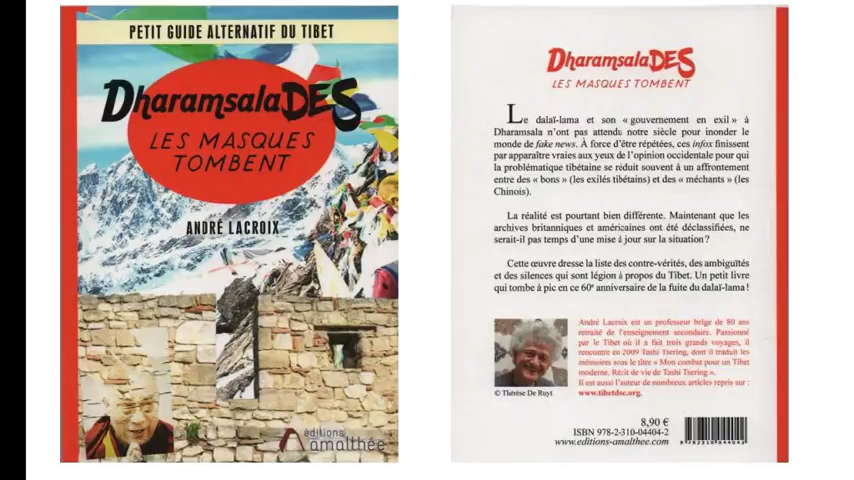 PETIT GUIDE ALTERNATIF DU TIBET
DharamsalaDES
LES MASQUES
TOMBENT
ANDRÉ LACROIX
éditions
amalthée
DharamsalaDES
LES MASQUES TOMBENT
Le dalaï-lama et son « gouvernement en exil » à
Dharamsala n'ont pas attendu notre siècle pour inonder le
monde de fake news. À force d'être répétées, ces infox finissent
par apparaître vraies aux yeux de l'opinion occidentale pour qui
la problématique tibétaine se réduit souvent à un affrontement
entre des « bons » (les exilés tibétains) et des « méchants » (les
Chinois).
La réalité est pourtant bien différente. Maintenant que les
archives britanniques et américaines ont été déclassifiées, ne
serait-il pas temps d'une mise à jour sur la situation ?
Cette œuvre dresse la liste des contre-vérités, des ambiguïtés
et des silences qui sont légion à propos du Tibet. Un petit livre
qui tombe à pic en ce 60e anniversaire de la fuite du dalaï-lama !
André Lacroix est un professeur belge de 80 ans
retraité de l'enseignement secondaire. Passionné
par le Tibet où il a fait trois grands voyages, il
rencontre en 2009 Tashi Tsering, dont il traduit les
mémoires sous le titre « Mon combat pour un Tibet
moderne. Récit de vie de Tashi Tsering ».
Il est aussi l'auteur de nombreux articles repris sur :
www.tibetdoc.org.
© Thérèse De Ruyt
8,90 €
ISBN 978-2-310-04404-2
www.editions-amalthee.com
9 782310 044042